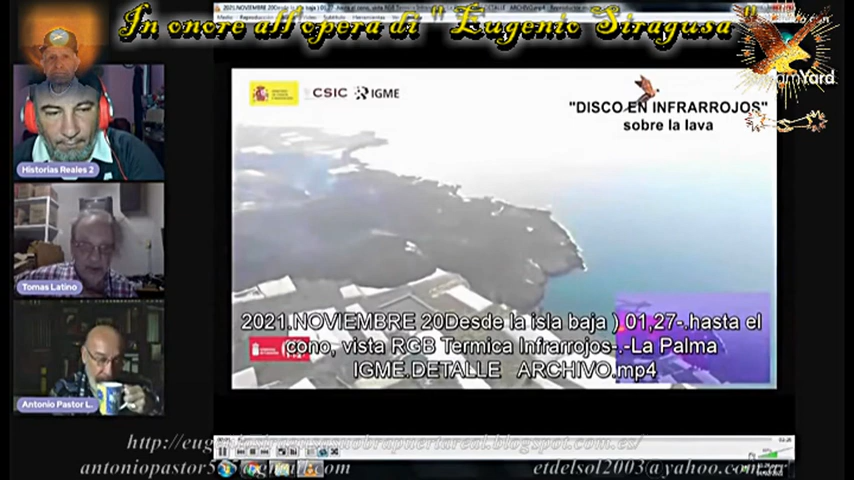 In onore all'opera di " Eugenio Siragusa "
StreamYard
Historias Reales 2
Tomas Latino
Antonio Pastor L.
CSIC IGME
"DISCO EN INFRARROJOS"
sobre la lava
2021.NOVIEMBRE 20Desde la isla baja ) 01,27-.hasta el
cono, vista RGB Termica Infrarrojos-.-La Palma
IGME.DETALLE ARCHIVO.mp4
etdelsol2003@yahoo.com.ar